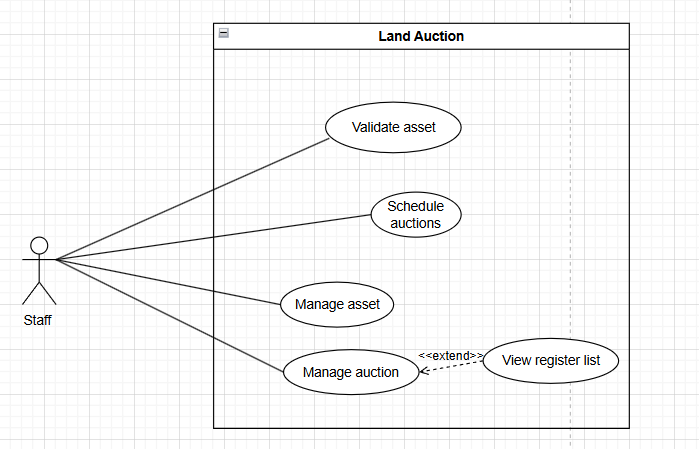 Land Auction
Validate asset
Schedule
auctions
Staff
Manage asset
Manage auction
<<extend>>
View register list